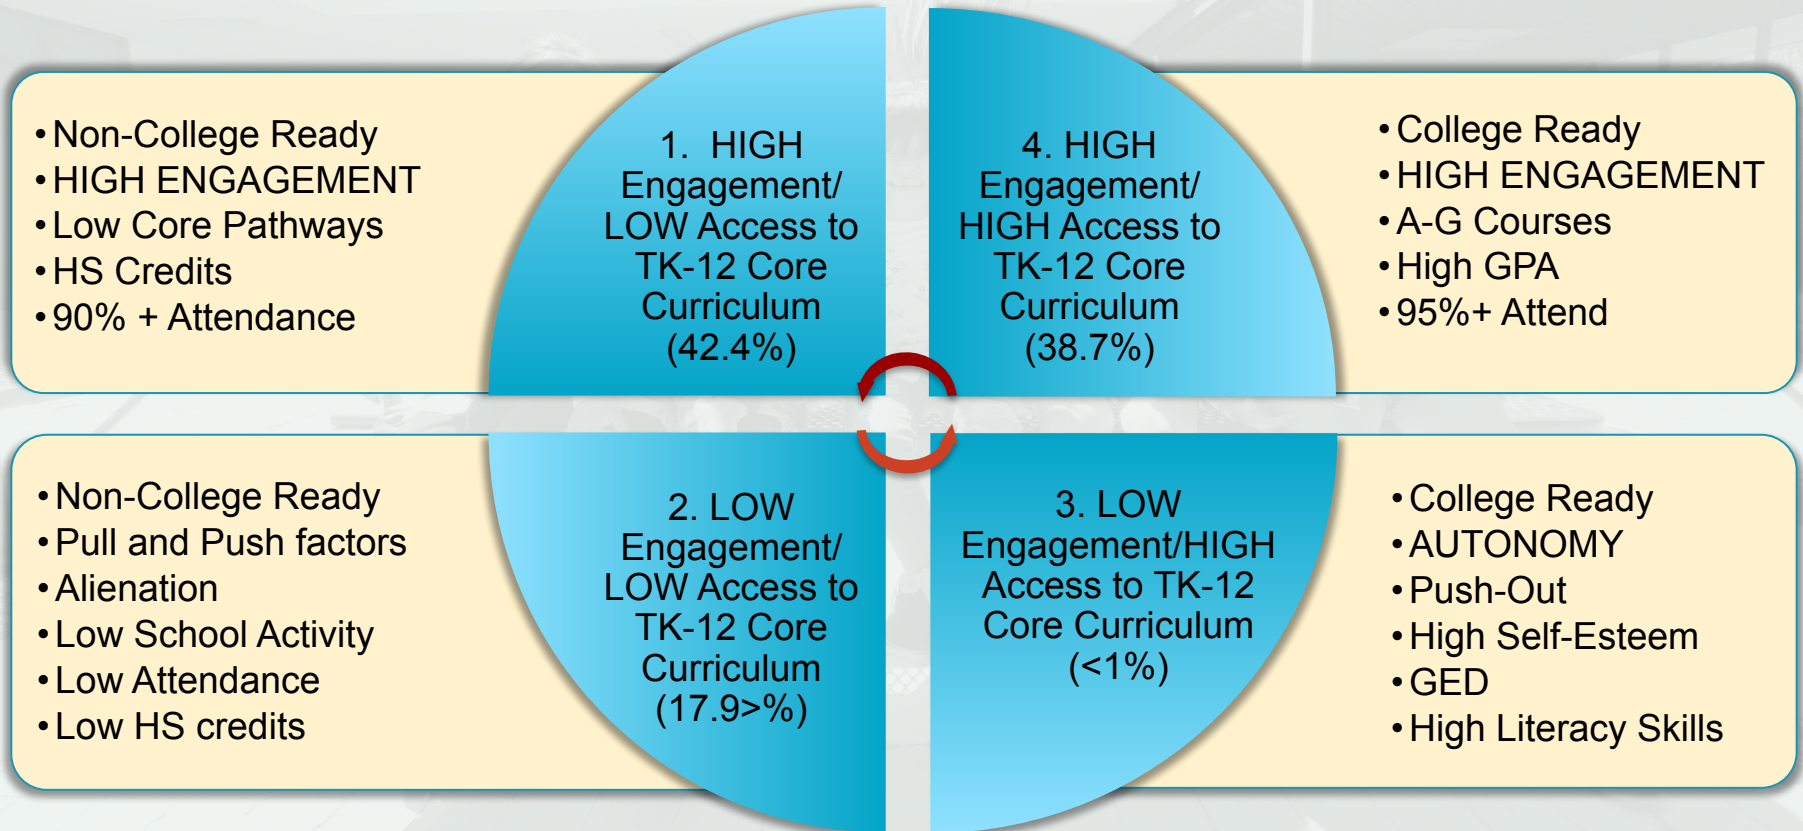 • Non-College Ready
• HIGH ENGAGEMENT
• Low Core Pathways
• HS Credits
• 90% + Attendance
1. HIGH
Engagement/
LOW Access to
TK-12 Core
Curriculum
(42.4%)
4. HIGH
Engagement/
HIGH Access to
TK-12 Core
Curriculum
(38.7%)
• College Ready
• HIGH ENGAGEMENT
• A-G Courses
• High GPA
• 95%+ Attend
• Non-College Ready
• Pull and Push factors
• Alienation
• Low School Activity
• Low Attendance
• Low HS credits
2. LOW
Engagement/
LOW Access to
TK-12 Core
Curriculum
(17.9>%)
3. LOW
Engagement/HIGH
Access to TK-12
Core Curriculum
(<1%)
• College Ready
• AUTONOMY
• Push-Out
• High Self-Esteem
• GED
• High Literacy Skills